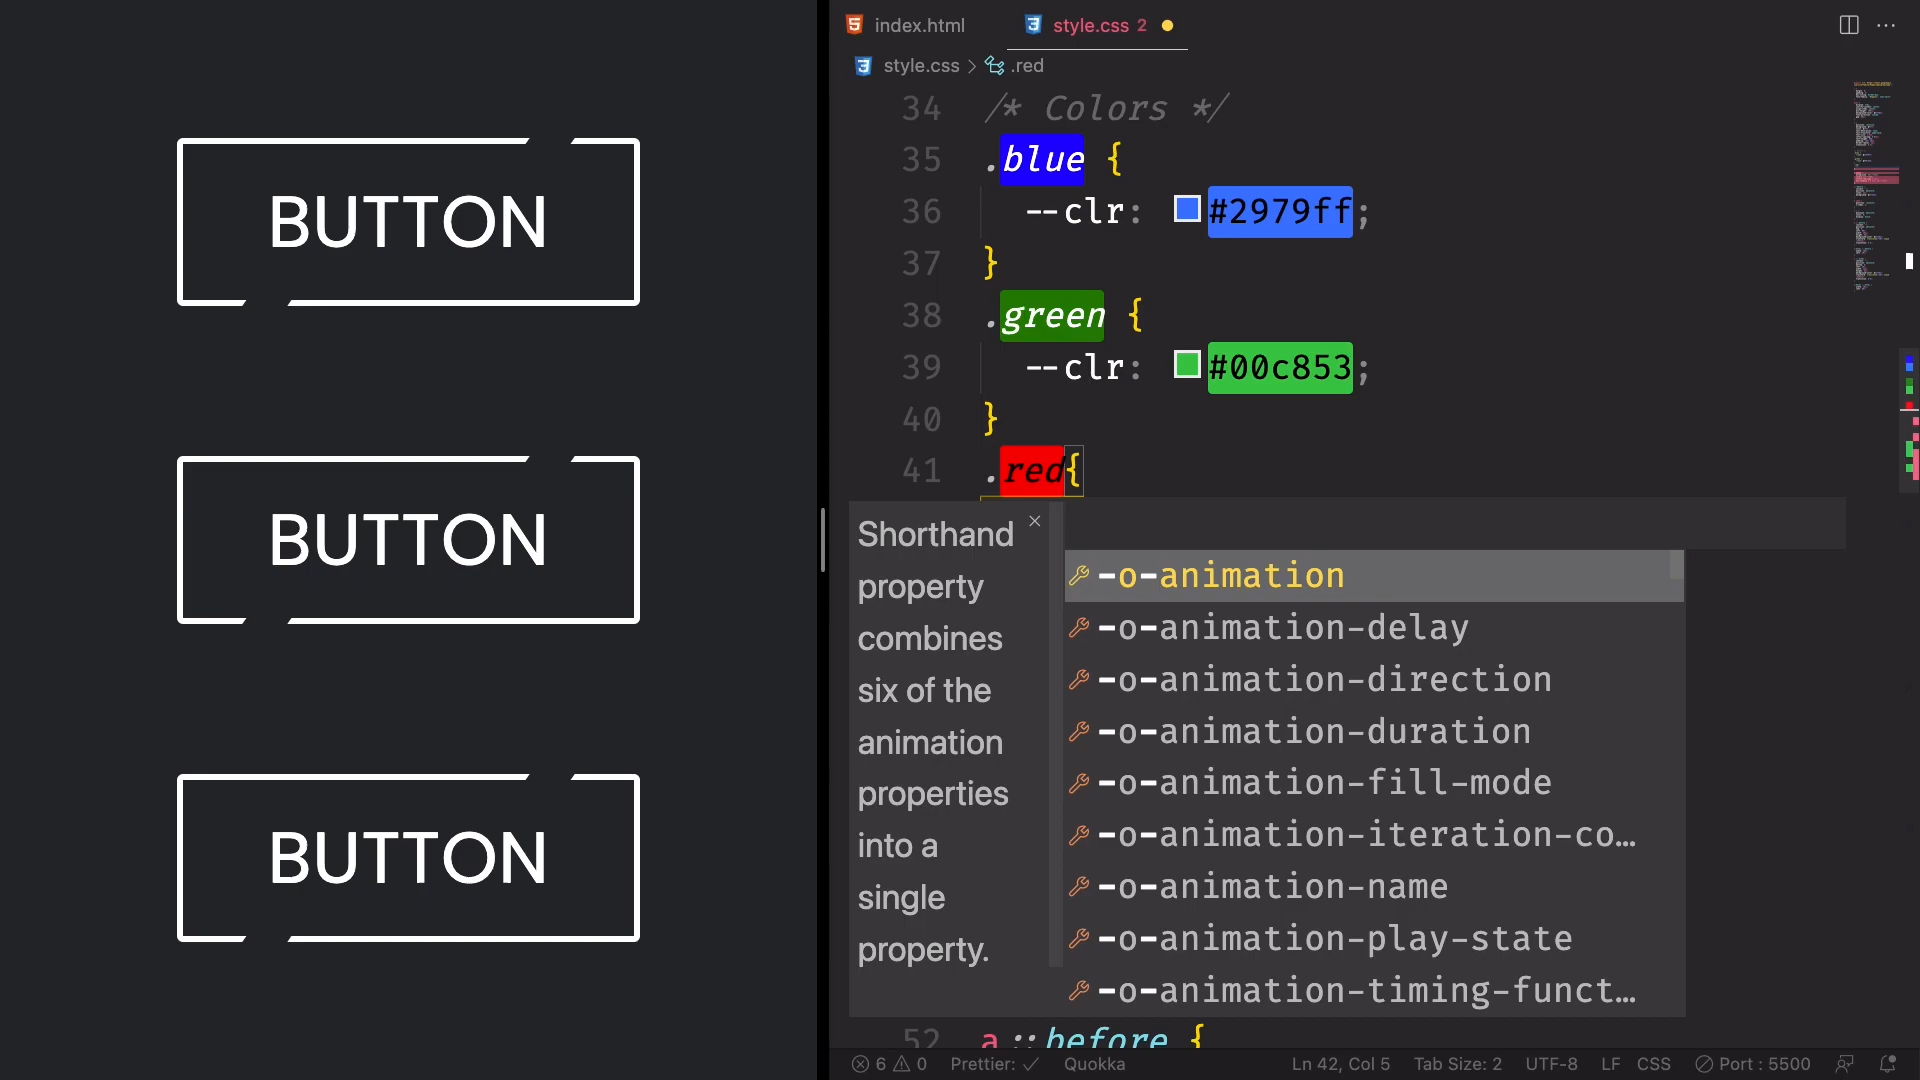 BUTTON
BUTTON
BUTTON
index.html
style.css 2
style.css > .red
34 /* Colors */
35 .blue {
36 --clr: #2979ff;
37 }
38 .green {
39 --clr: #00c853;
40 }
41 .red{
Shorthand
property
combines
six of the
animation
properties
into a
single
property.
-o-animation
-o-animation-delay
-o-animation-direction
-o-animation-duration
-o-animation-fill-mode
-o-animation-iteration-co…
-o-animation-name
-o-animation-play-state
-o-animation-timing-funct…
52 a::before {
6 0 Prettier: ✓ Quokka Ln 42, Col 5 Tab Size: 2 UTF-8 LF CSS Port : 5500